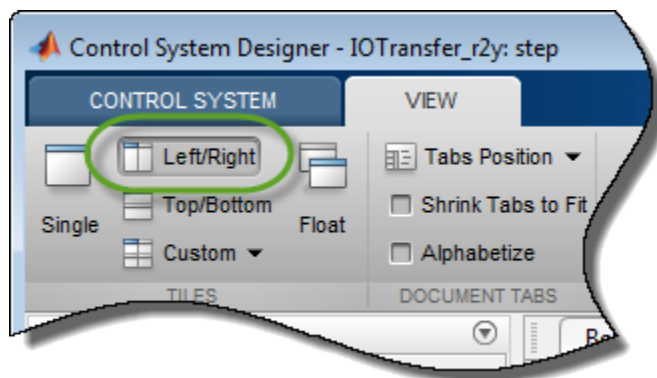 Control System Designer - IOTransfer_r2y: step
CONTROL SYSTEM VIEW
Left/Right Tabs Position
Single Top/Bottom Float Shrink Tabs to Fit
Custom Alphabetize
TILES DOCUMENT TABS